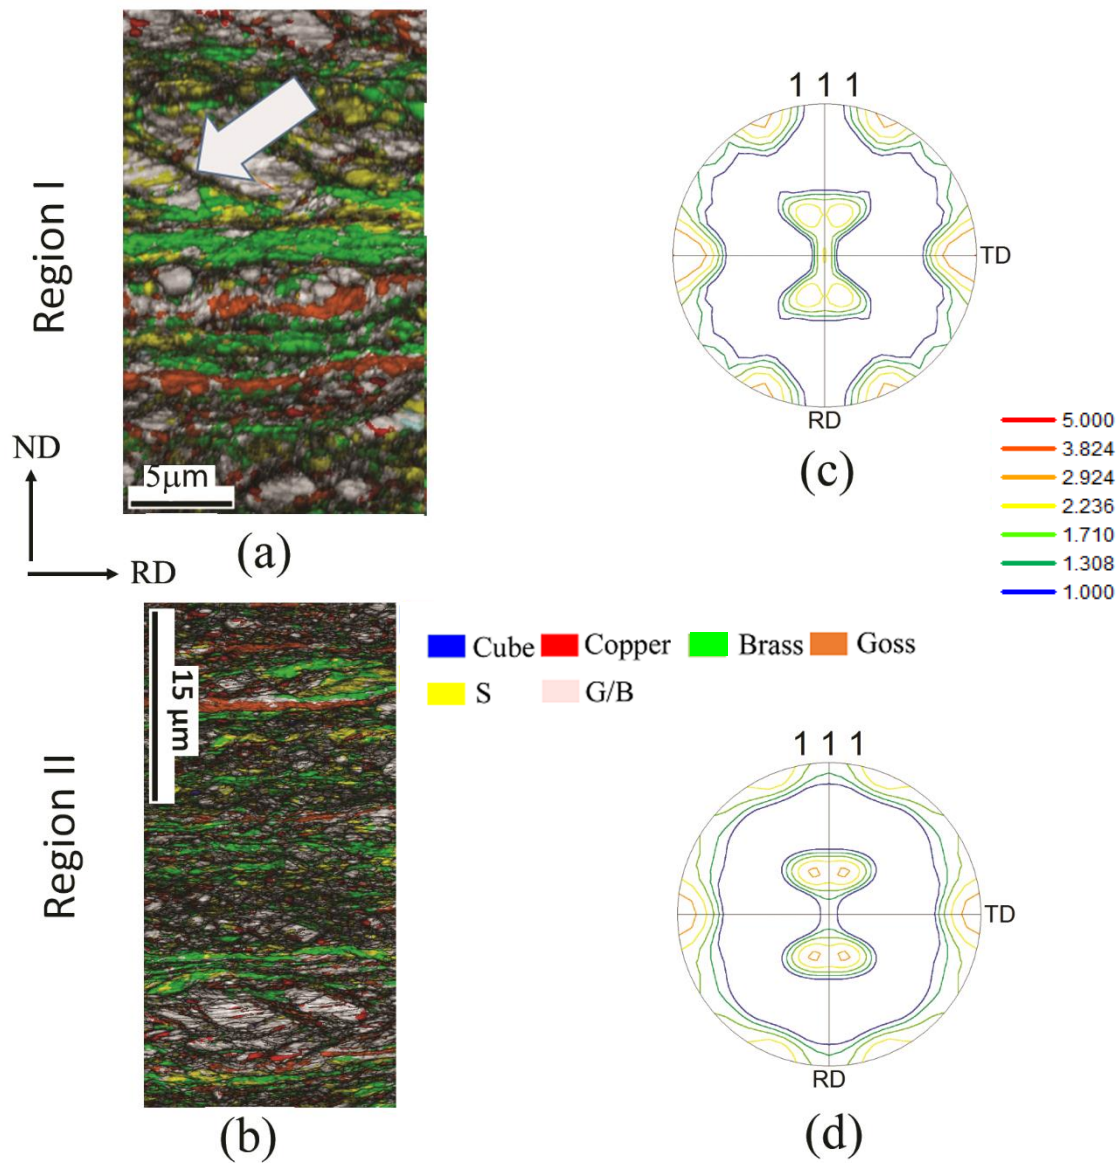 Region I
5μm
ND
RD
(a)
1 1 1
TD
RD
(c)
5.000
3.824
2.924
2.236
1.710
1.308
1.000
Cube Copper Brass Goss
S G/B
Region II
15 μm
(b)
1 1 1
TD
RD
(d)